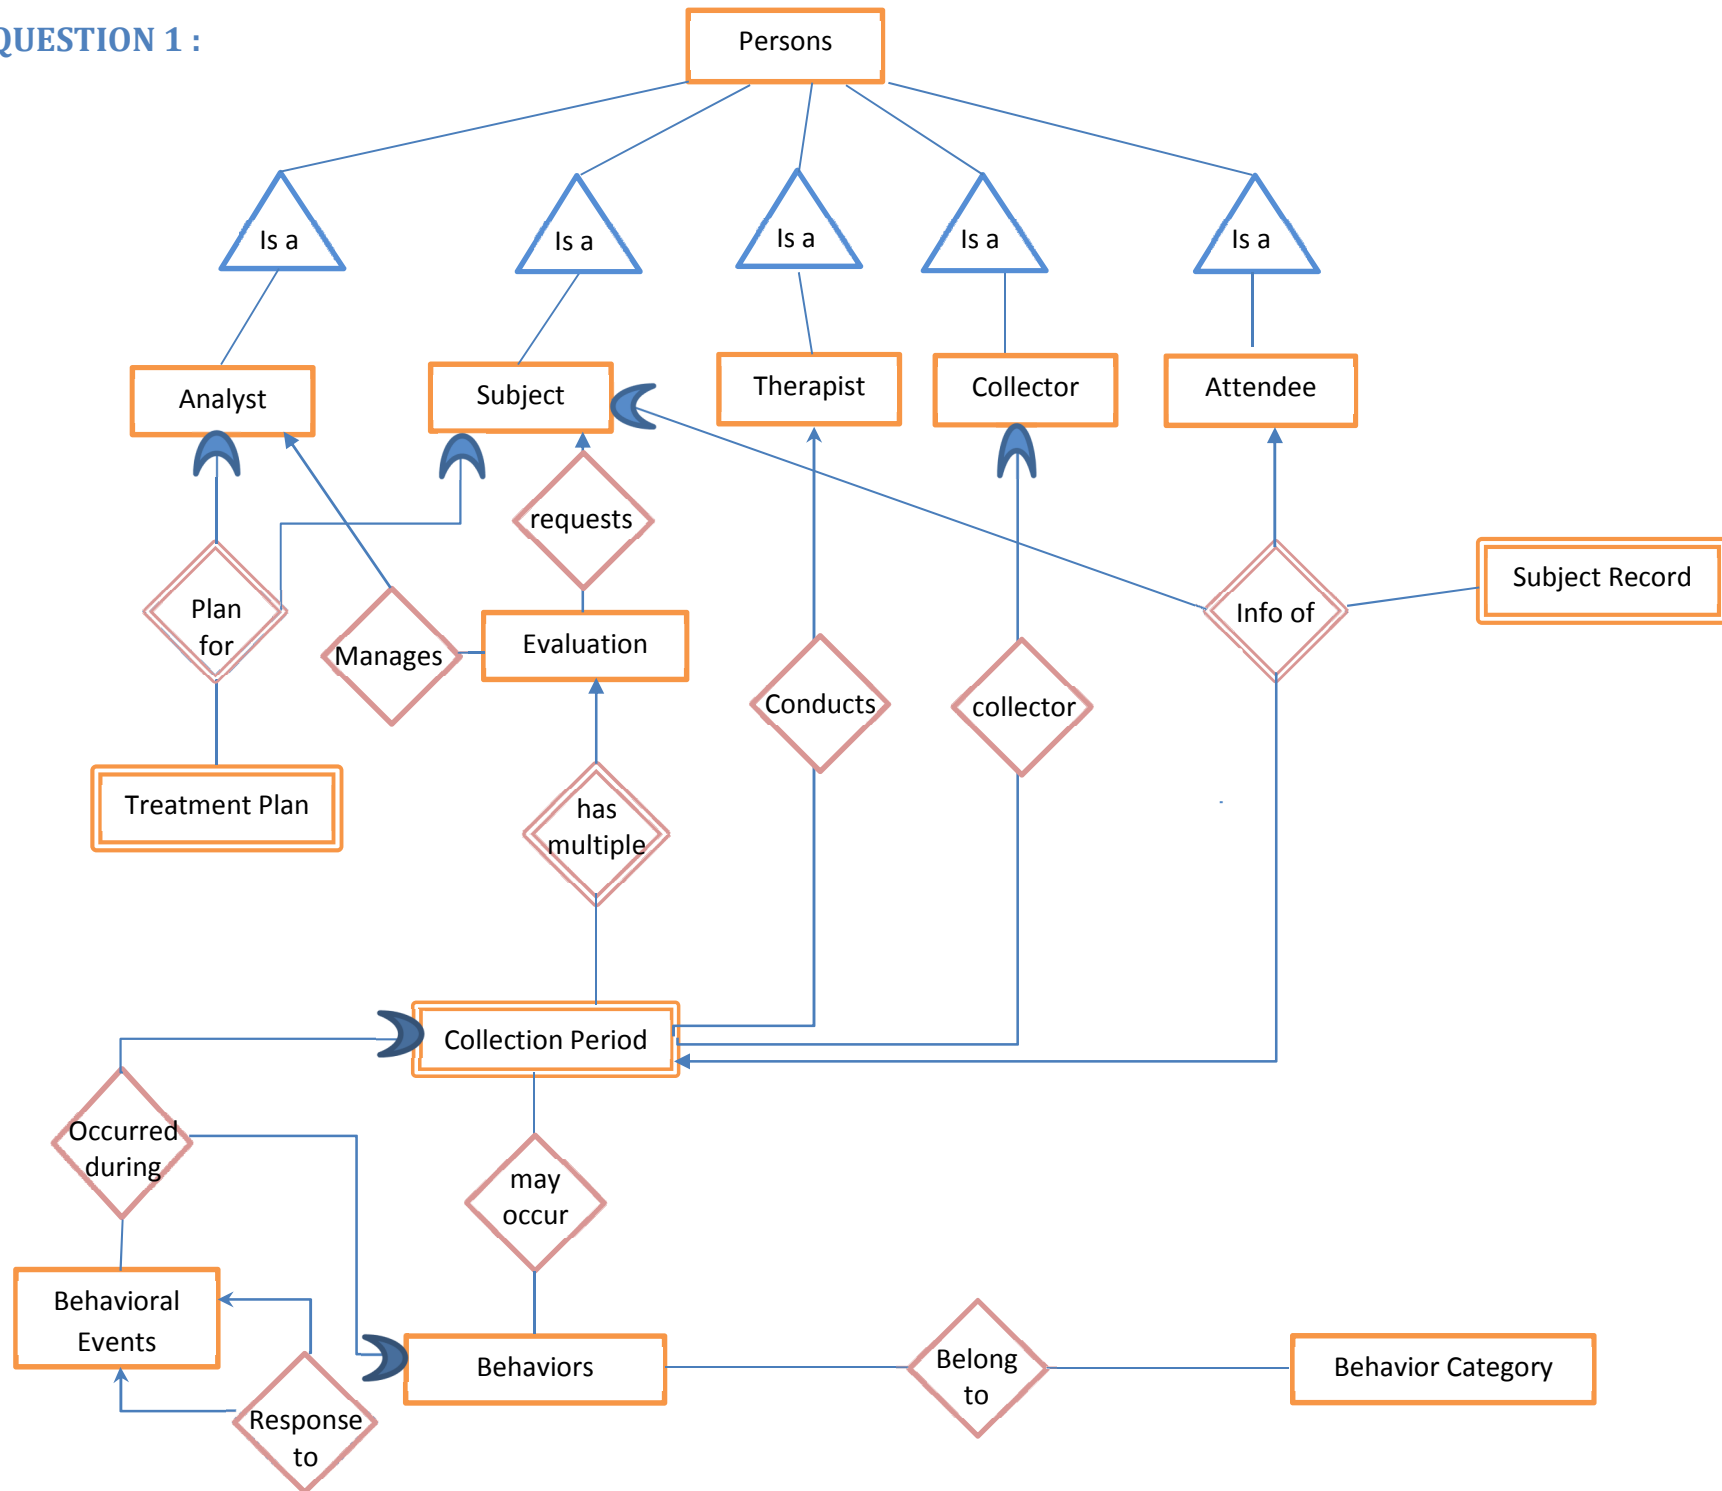 QUESTION 1 :
Persons
Is a
Is a
Is a
Is a
Is a
Analyst
Subject
Therapist
Collector
Attendee
requests
Plan
for
Manages
Evaluation
Info of
Subject Record
Conducts
collector
Treatment Plan
has
multiple
Collection Period
Occurred
during
may
occur
Behavioral
Events
Behaviors
Belong
to
Behavior Category
Response
to